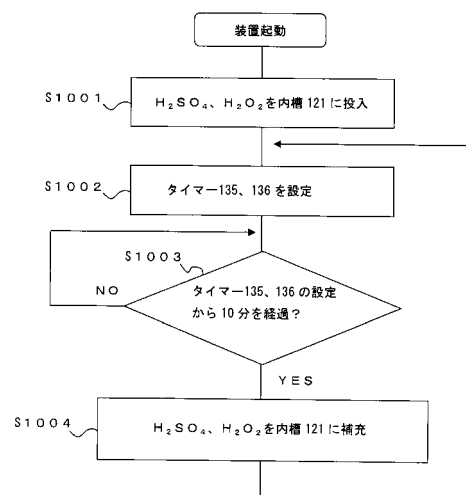 装置起動
S1001
H₂SO₄、H₂O₂を内槽121に投入
S1002
タイマー135、136を設定
S1003
NO
タイマー135、136の設定
から10分を経過？
YES
S1004
H₂SO₄、H₂O₂を内槽121に補充